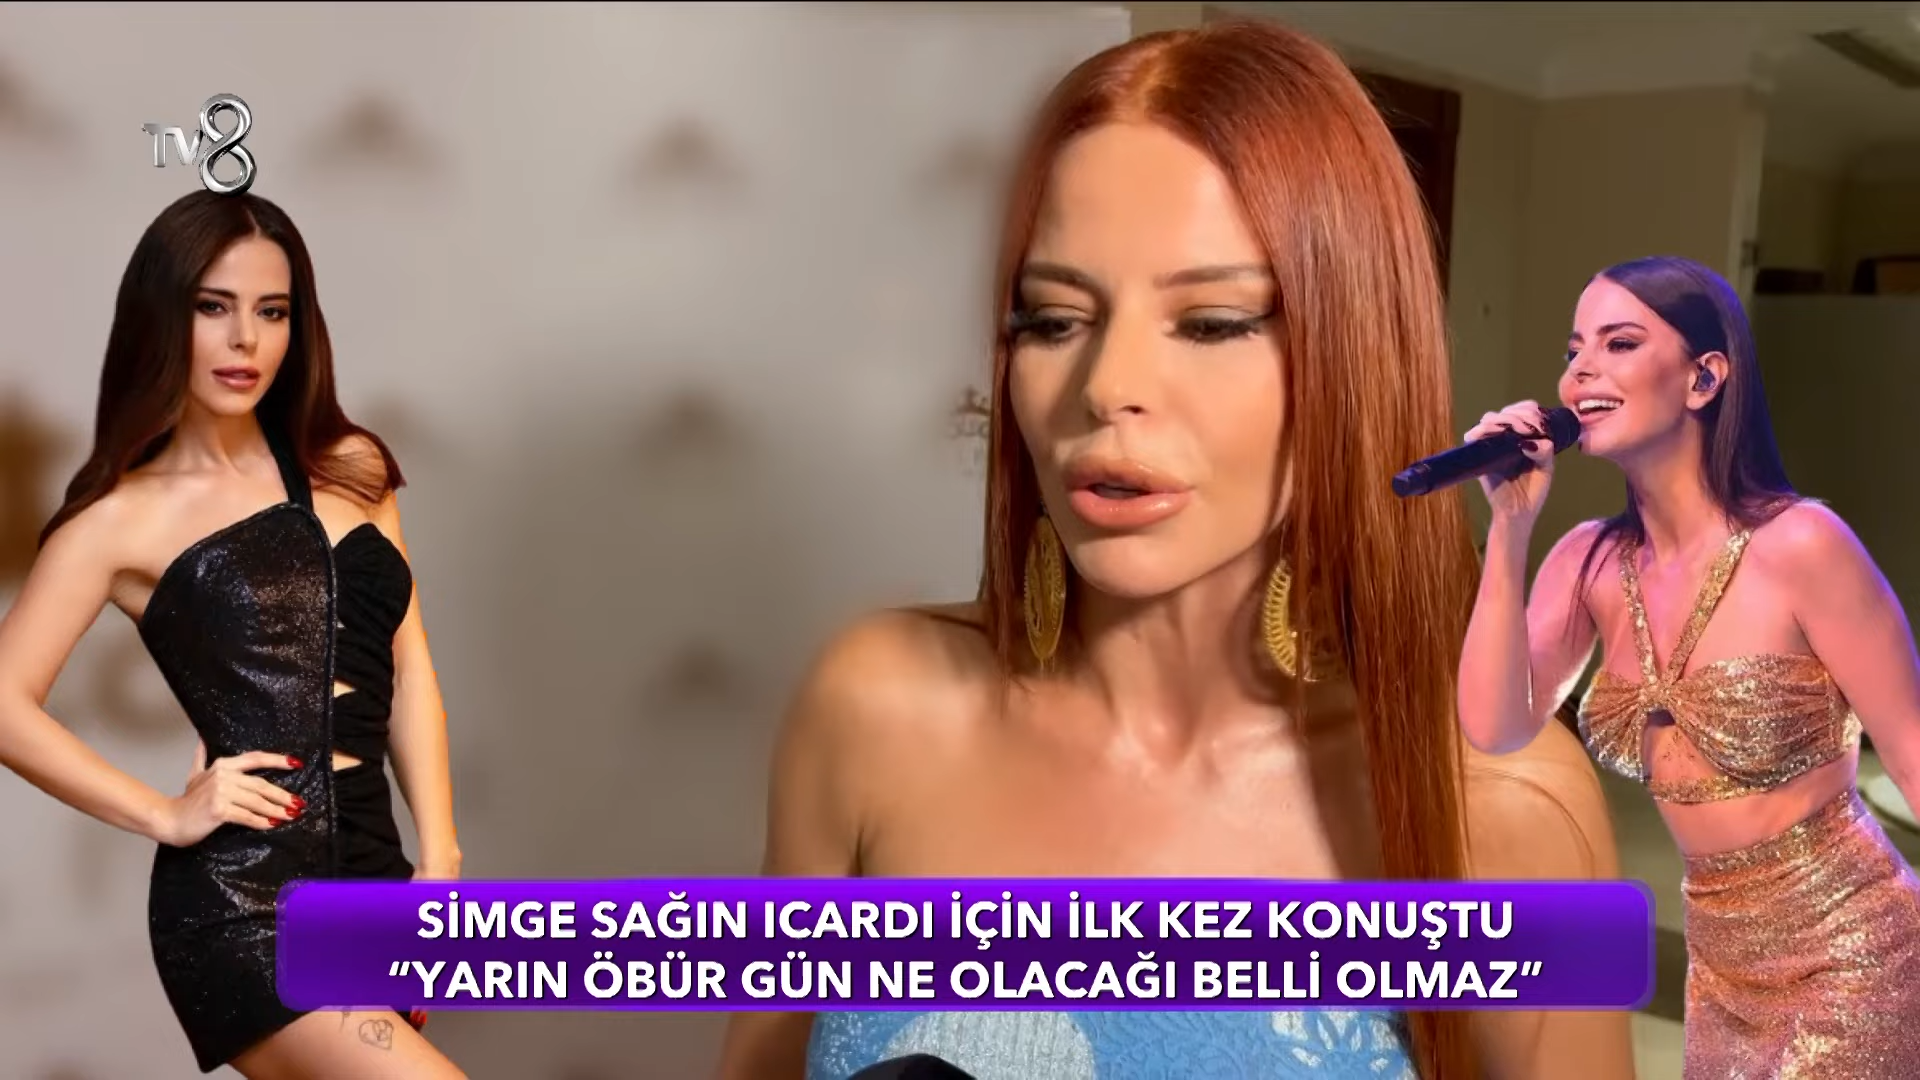 TV8
SİMGE SAĞIN ICARDI İÇİN İLK KEZ KONUŞTU
“YARIN ÖBÜR GÜN NE OLACAĞI BELLİ OLMAZ”